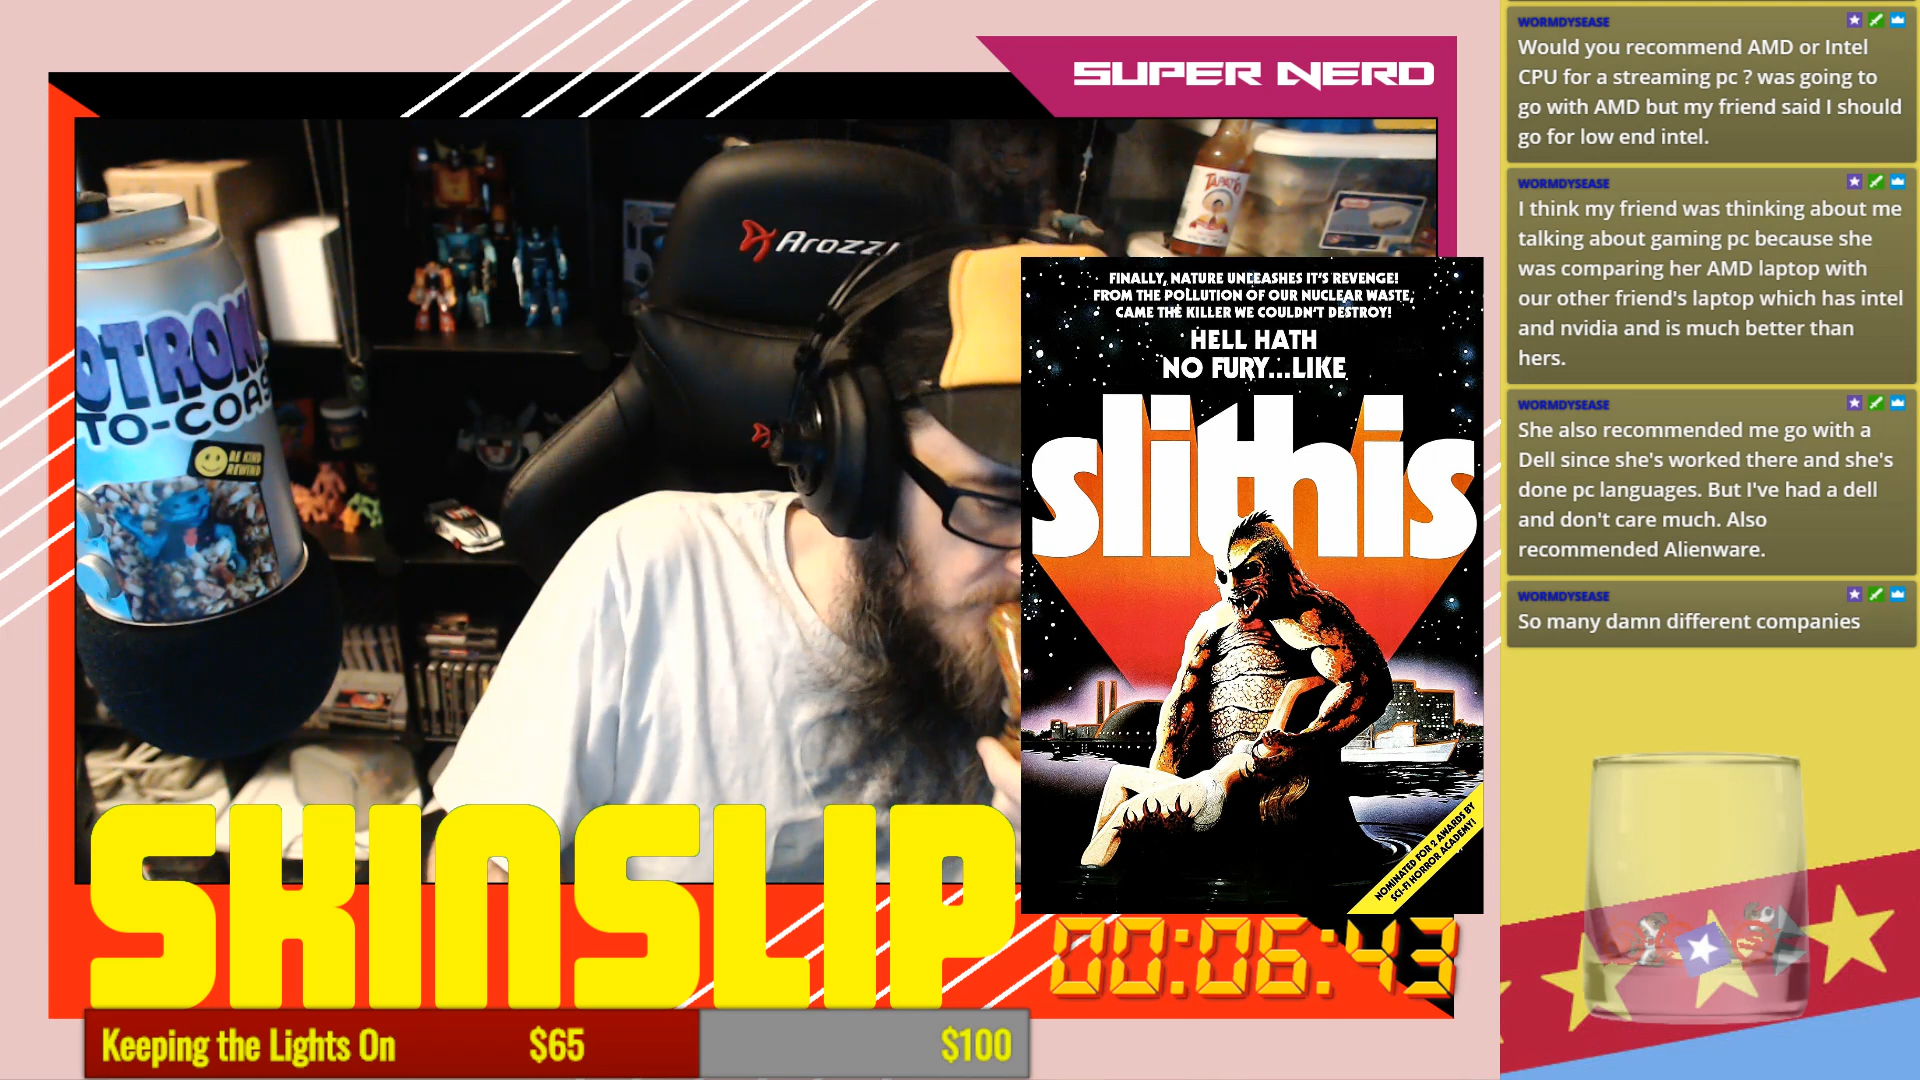 SUPER NERD
Arozzi
TAPATIO
OTRON
TO-COAS
BE KIND
REWIND
FINALLY, NATURE UNLEASHES IT'S REVENGE!
FROM THE POLLUTION OF OUR NUCLEAR WASTE,
CAME THE KILLER WE COULDN'T DESTROY!
HELL HATH
NO FURY...LIKE
slithis
NOMINATED FOR 2 AWARDS BY
SCI-FI HORROR ACADEMY!
SKINSLIP
00:06:43
Keeping the Lights On $65 $100
WORMDYSEASE
Would you recommend AMD or Intel
CPU for a streaming pc ? was going to
go with AMD but my friend said I should
go for low end intel.
WORMDYSEASE
I think my friend was thinking about me
talking about gaming pc because she
was comparing her AMD laptop with
our other friend's laptop which has intel
and nvidia and is much better than
hers.
WORMDYSEASE
She also recommended me go with a
Dell since she's worked there and she's
done pc languages. But I've had a dell
and don't care much. Also
recommended Alienware.
WORMDYSEASE
So many damn different companies